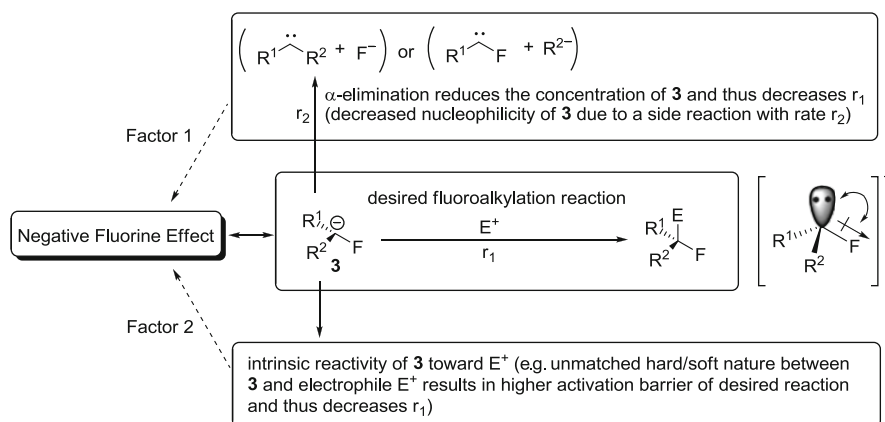 ( R¹ R² + F⁻ ) or ( R¹ F + R²⁻ )
α-elimination reduces the concentration of 3 and thus decreases r₁
r₂ (decreased nucleophilicity of 3 due to a side reaction with rate r₂)
Factor 1
desired fluoroalkylation reaction
Negative Fluorine Effect
R¹ R² ⊖ F
3
E⁺
r₁
E R¹ R² F
R¹ R² F -
Factor 2
intrinsic reactivity of 3 toward E⁺ (e.g. unmatched hard/soft nature between
3 and electrophile E⁺ results in higher activation barrier of desired reaction
and thus decreases r₁)